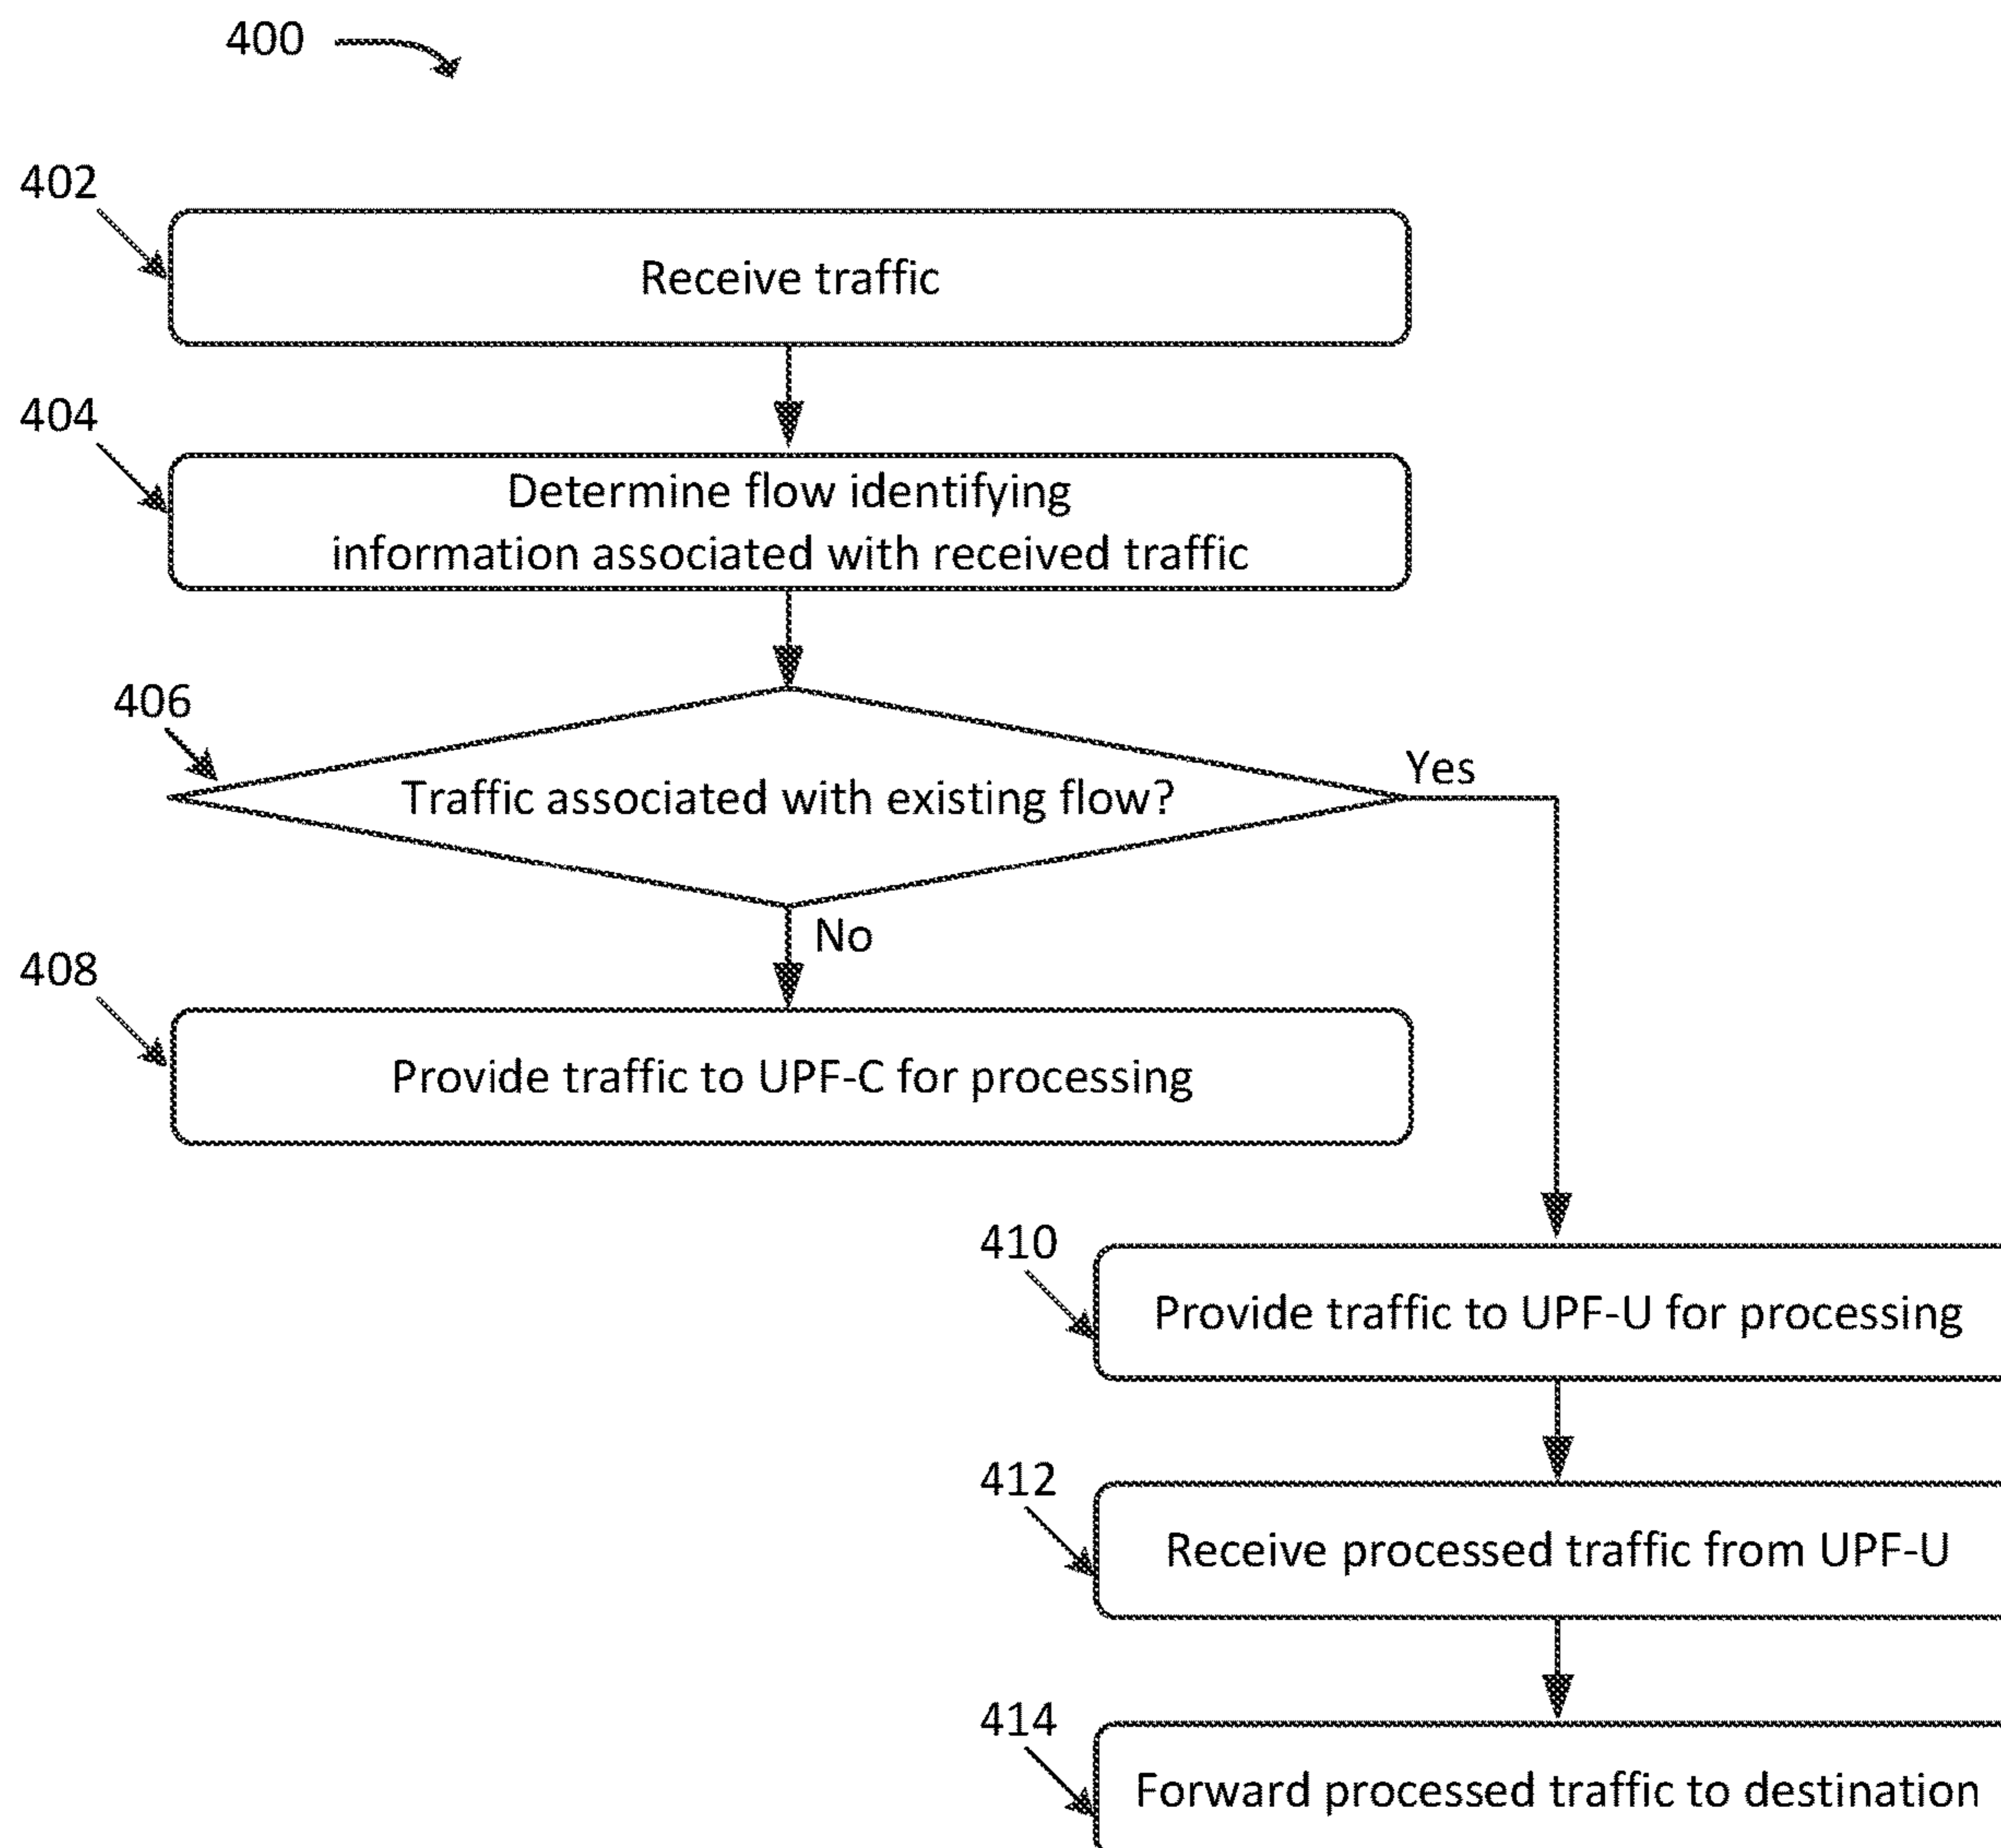 400
402
Receive traffic
404
Determine flow identifying
information associated with received traffic
406
Traffic associated with existing flow?
Yes
No
408
Provide traffic to UPF-C for processing
410
Provide traffic to UPF-U for processing
412
Receive processed traffic from UPF-U
414
Forward processed traffic to destination